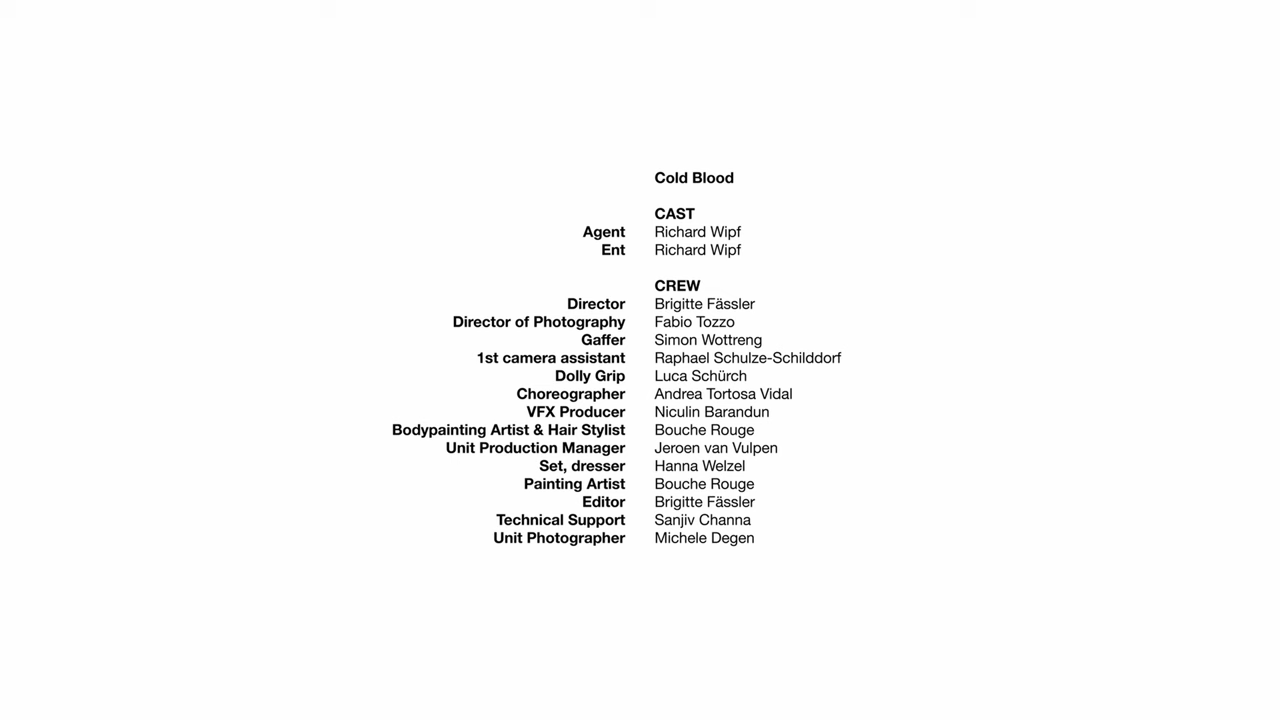 Cold Blood
CAST
Agent Richard Wipf
Ent Richard Wipf
CREW
Director Brigitte Fässler
Director of Photography Fabio Tozzo
Gaffer Simon Wottreng
1st camera assistant Raphael Schulze-Schilddorf
Dolly Grip Luca Schürch
Choreographer Andrea Tortosa Vidal
VFX Producer Niculin Barandun
Bodypainting Artist & Hair Stylist Bouche Rouge
Unit Production Manager Jeroen van Vulpen
Set, dresser Hanna Welzel
Painting Artist Bouche Rouge
Editor Brigitte Fässler
Technical Support Sanjiv Channa
Unit Photographer Michele Degen